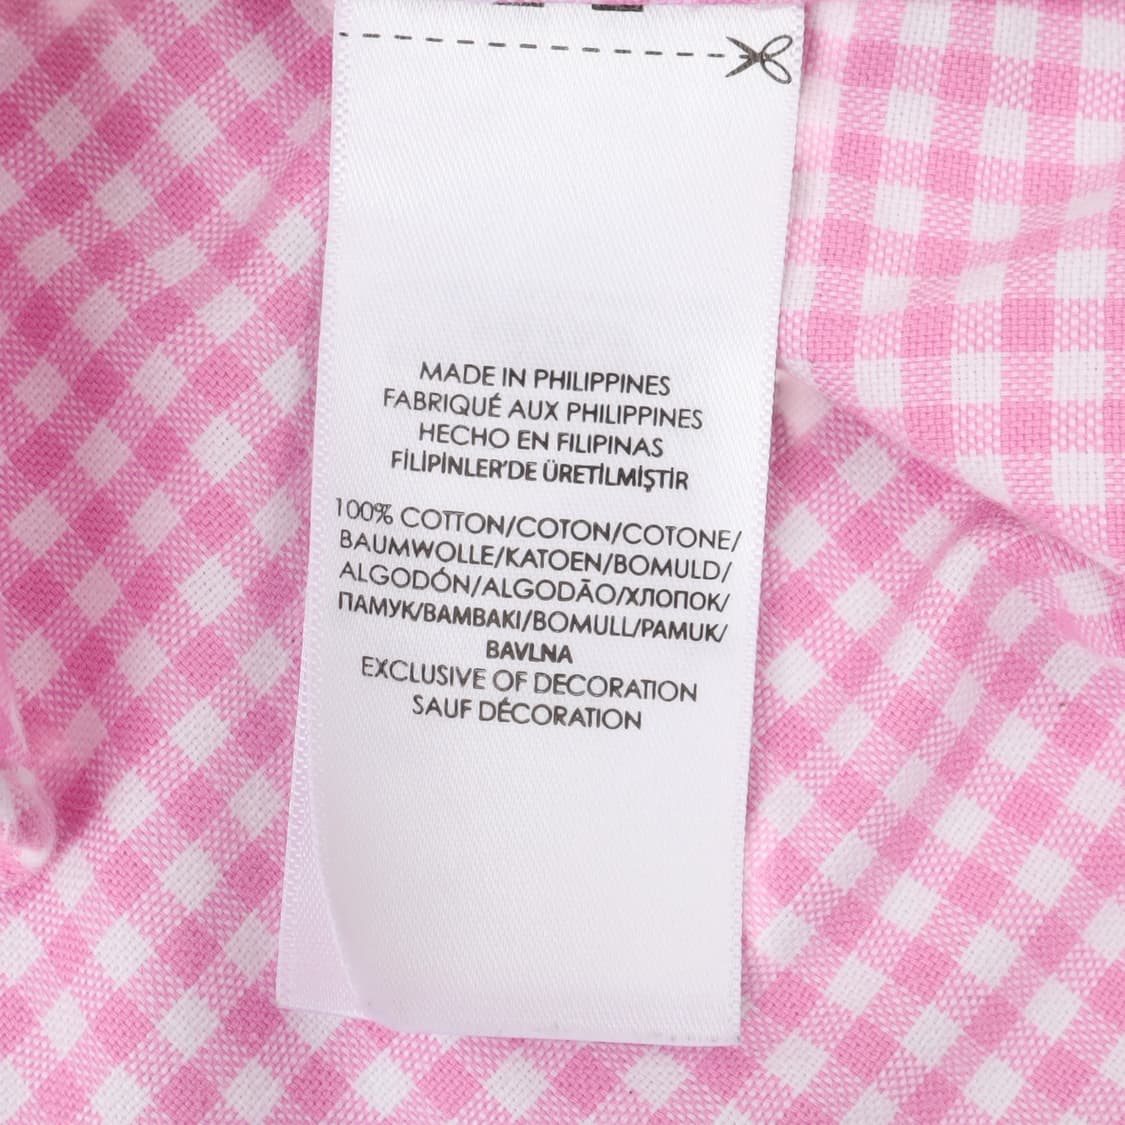 MADE IN PHILIPPINES
FABRIQUÉ AUX PHILIPPINES
HECHO EN FILIPINAS
FİLİPİNLER'DE ÜRETİLMİŞTİR
100% COTTON/COTON/COTONE/
BAUMWOLLE/KATOEN/BOMULD/
ALGODÓN/ALGODÃO/ХЛОПОК/
ПАМУК/ΒΑΜΒΑΚΙ/BOMULL/PAMUK/
BAVLNA
EXCLUSIVE OF DECORATION
SAUF DÉCORATION